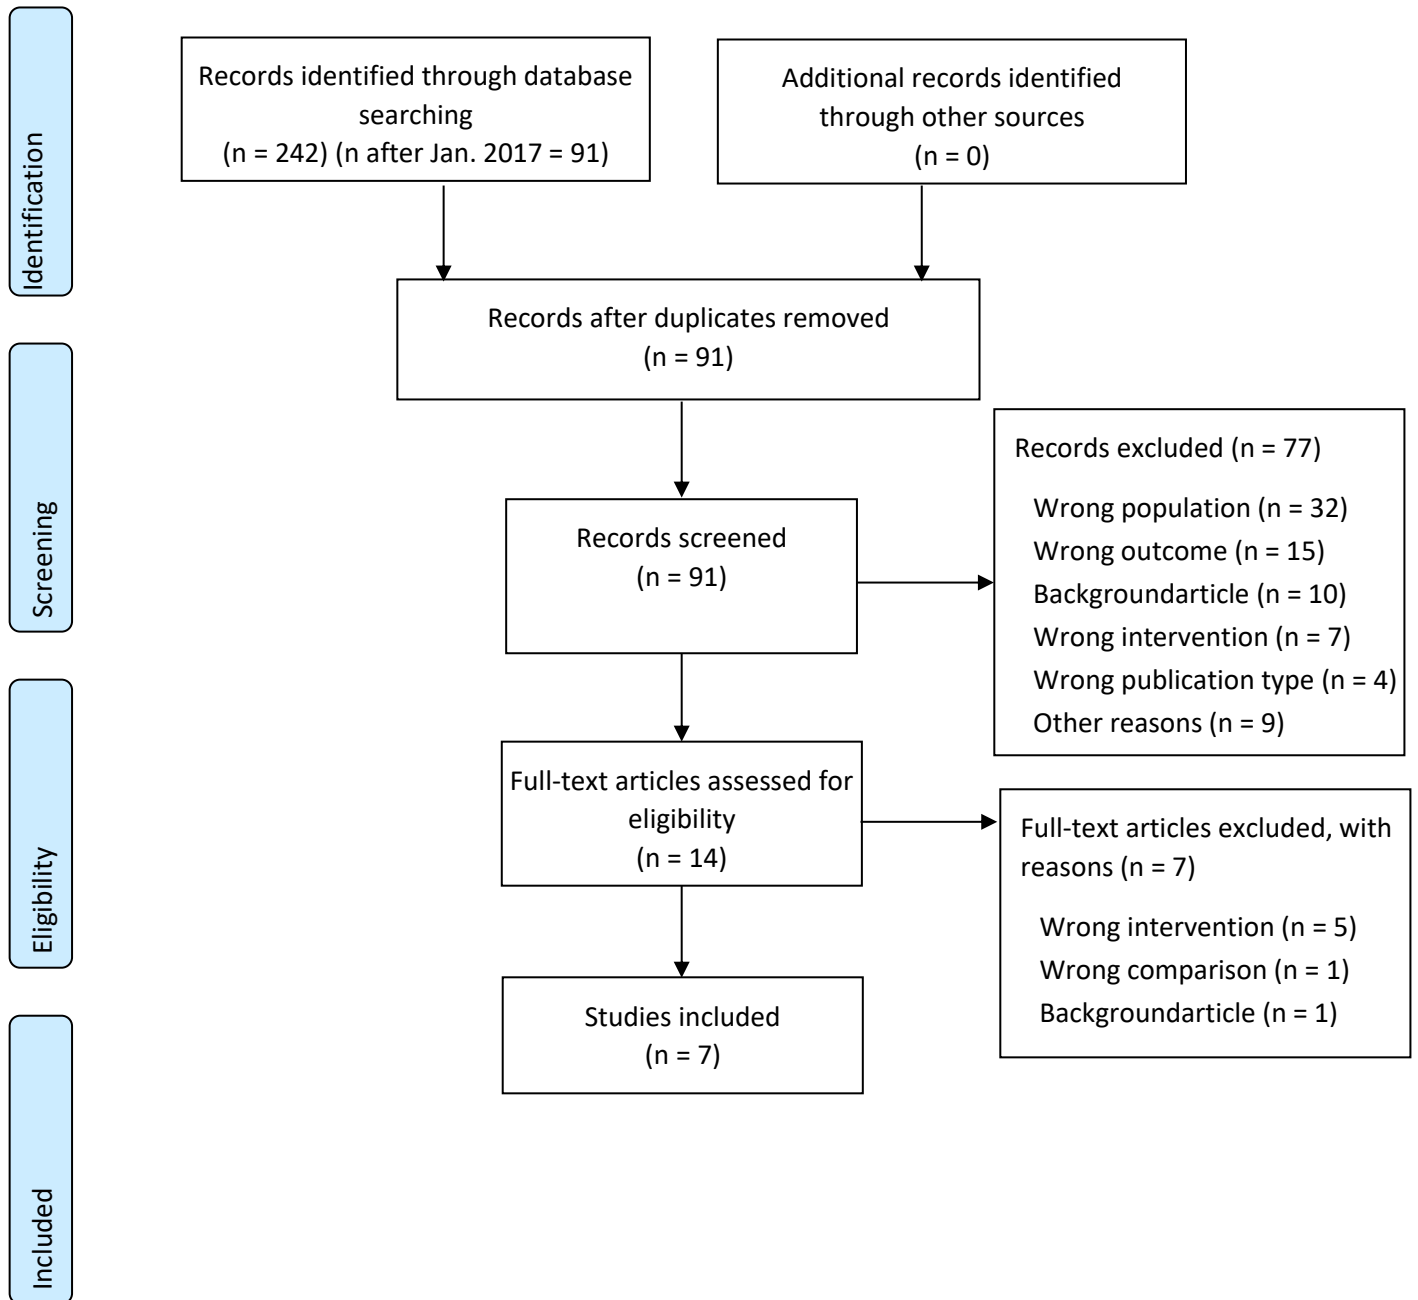 Identification
Records identified through database
searching
(n = 242) (n after Jan. 2017 = 91)
Additional records identified
through other sources
(n = 0)
Records after duplicates removed
(n = 91)
Screening
Records screened
(n = 91)
Records excluded (n = 77)
Wrong population (n = 32)
Wrong outcome (n = 15)
Backgroundarticle (n = 10)
Wrong intervention (n = 7)
Wrong publication type (n = 4)
Other reasons (n = 9)
Eligibility
Full-text articles assessed for
eligibility
(n = 14)
Full-text articles excluded, with
reasons (n = 7)
Wrong intervention (n = 5)
Wrong comparison (n = 1)
Backgroundarticle (n = 1)
Included
Studies included
(n = 7)